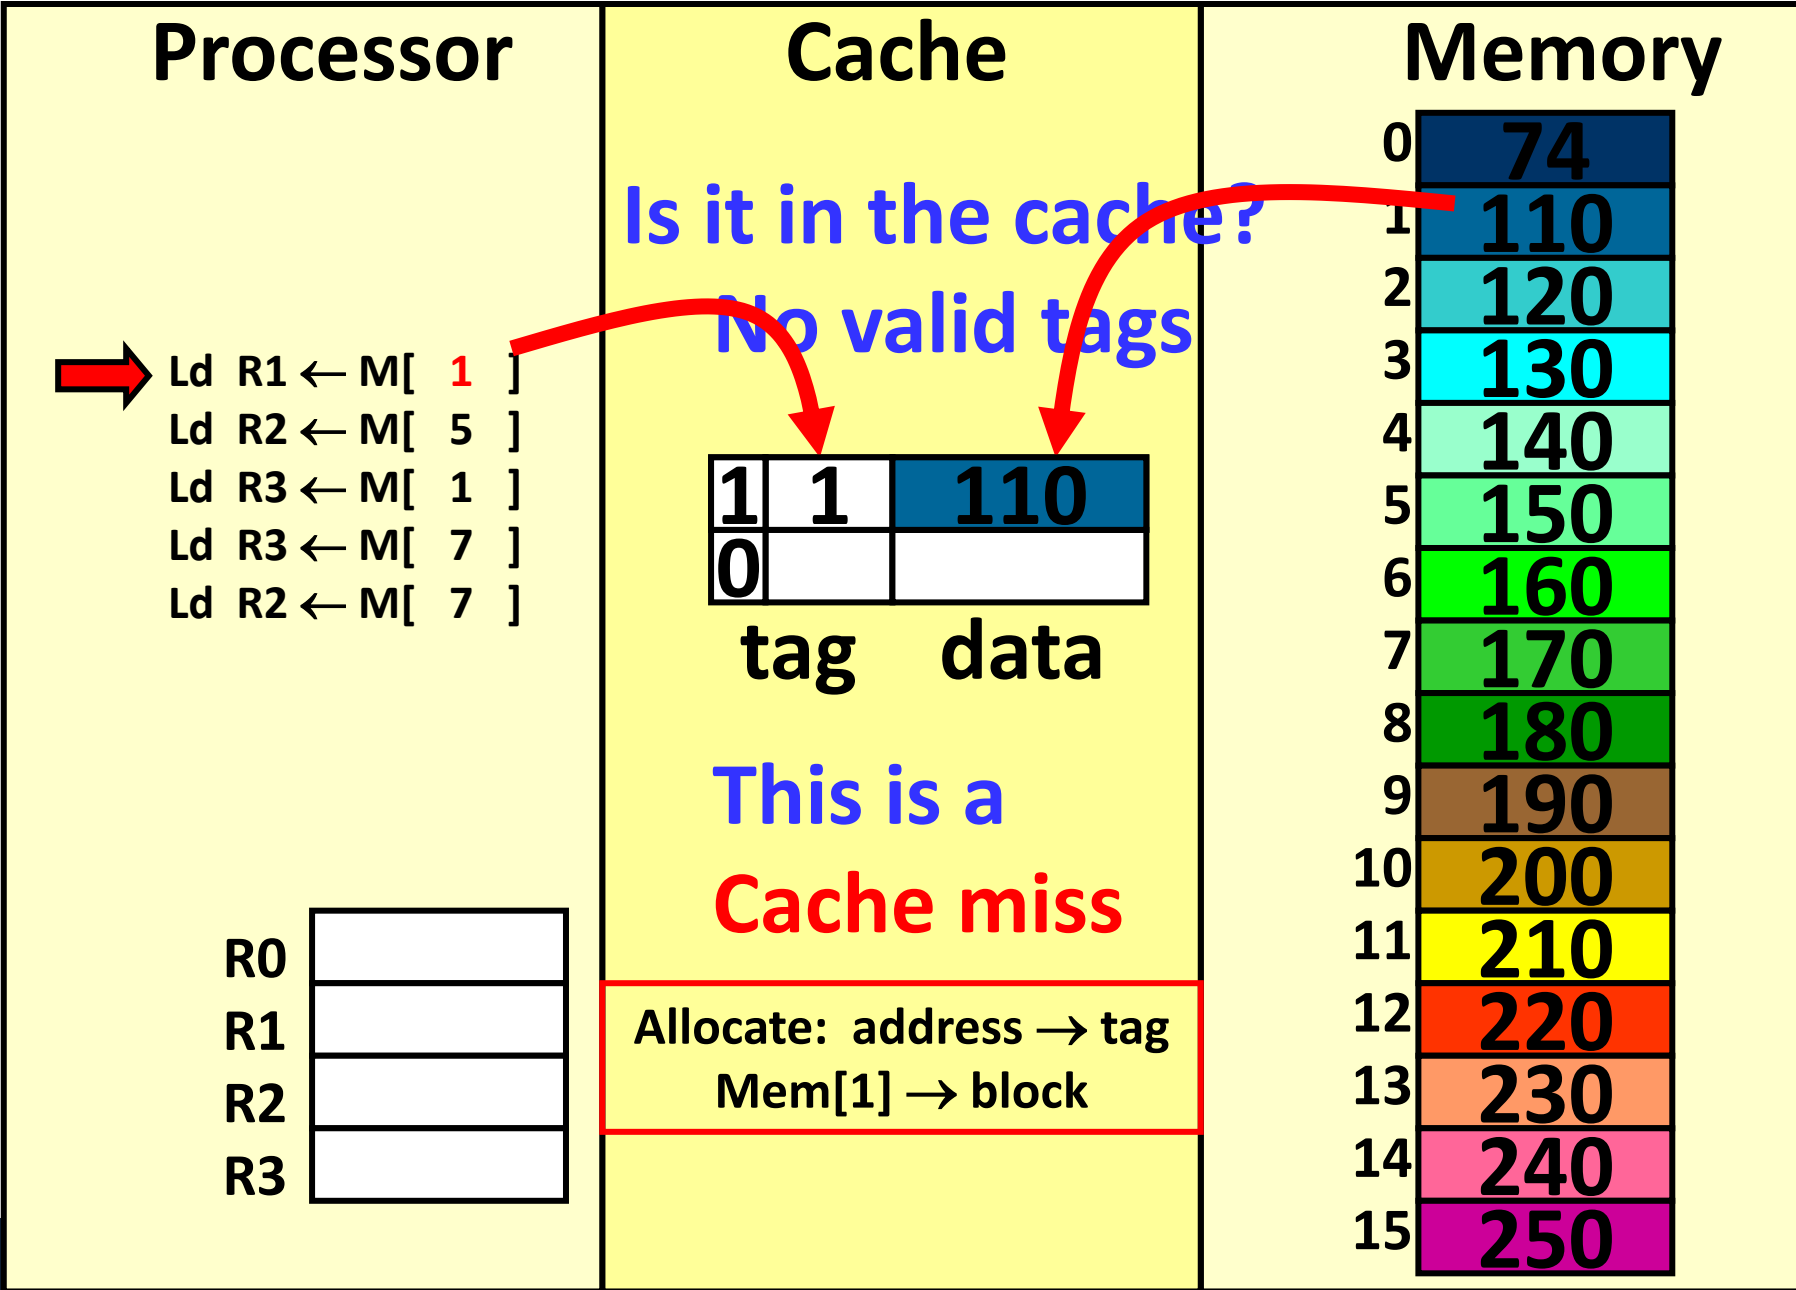 Processor
Ld R1 ← M[ 1 ]
Ld R2 ← M[ 5 ]
Ld R3 ← M[ 1 ]
Ld R3 ← M[ 7 ]
Ld R2 ← M[ 7 ]
R0
R1
R2
R3
Cache
Is it in the cache?
No valid tags
1 1 110
0
tag data
This is a
Cache miss
Allocate: address → tag
Mem[1] → block
Memory
0 74
1 110
2 120
3 130
4 140
5 150
6 160
7 170
8 180
9 190
10 200
11 210
12 220
13 230
14 240
15 250